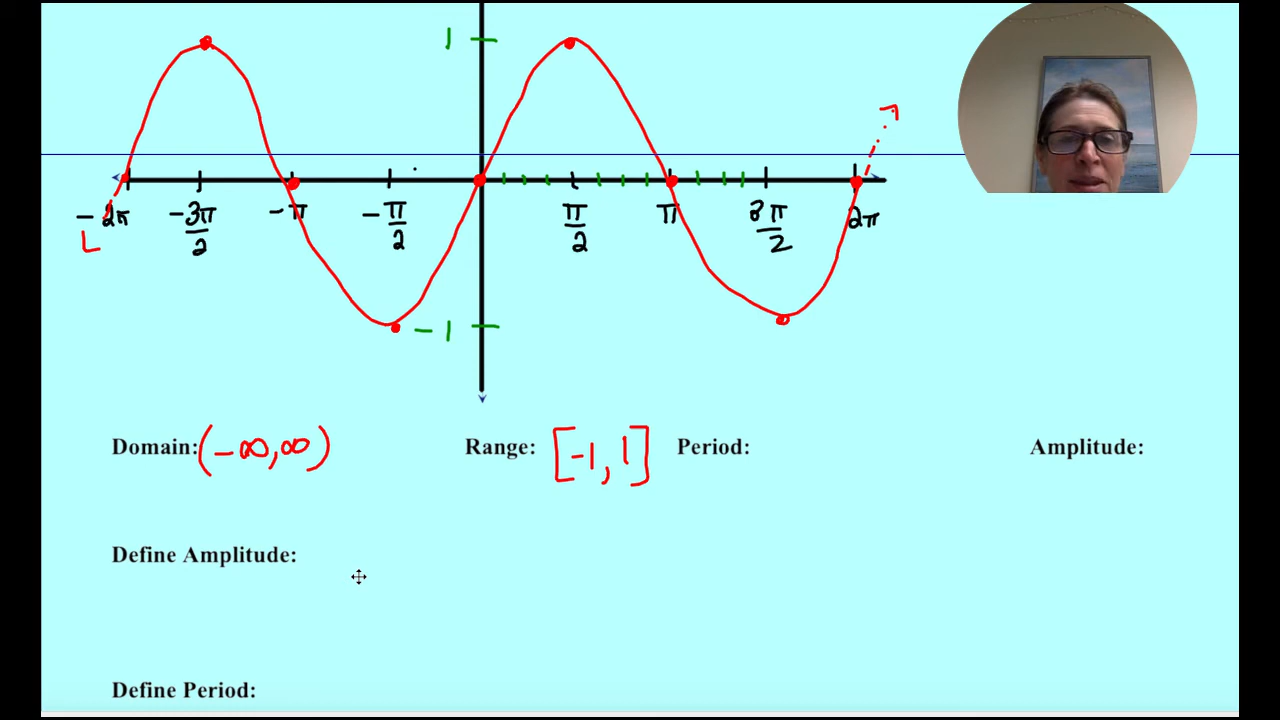 1
-2π -3π/2 -π -π/2 π/2 π 3π/2 2π
-1
Domain: (-∞,∞) Range: [-1, 1] Period: Amplitude:
Define Amplitude:
Define Period: